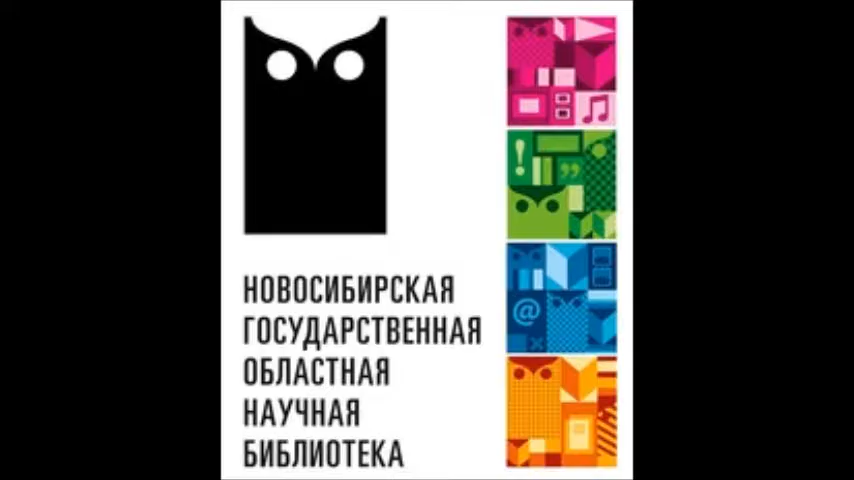 НОВОСИБИРСКАЯ
ГОСУДАРСТВЕННАЯ
ОБЛАСТНАЯ
НАУЧНАЯ
БИБЛИОТЕКА
!
”
@